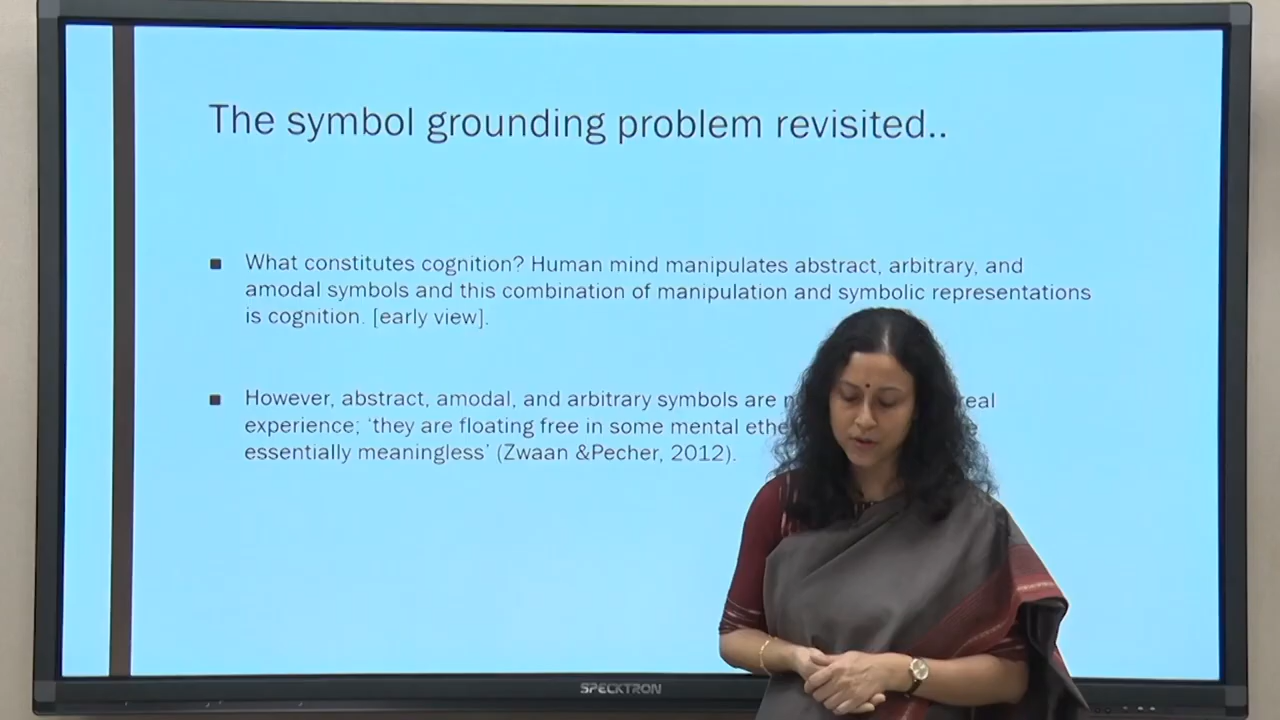 The symbol grounding problem revisited..
What constitutes cognition? Human mind manipulates abstract, arbitrary, and
amodal symbols and this combination of manipulation and symbolic representations
is cognition. [early view].
However, abstract, amodal, and arbitrary symbols are real
experience; ‘they are floating free in some mental
essentially meaningless’ (Zwaan &Pecher, 2012).
SPECKTRON